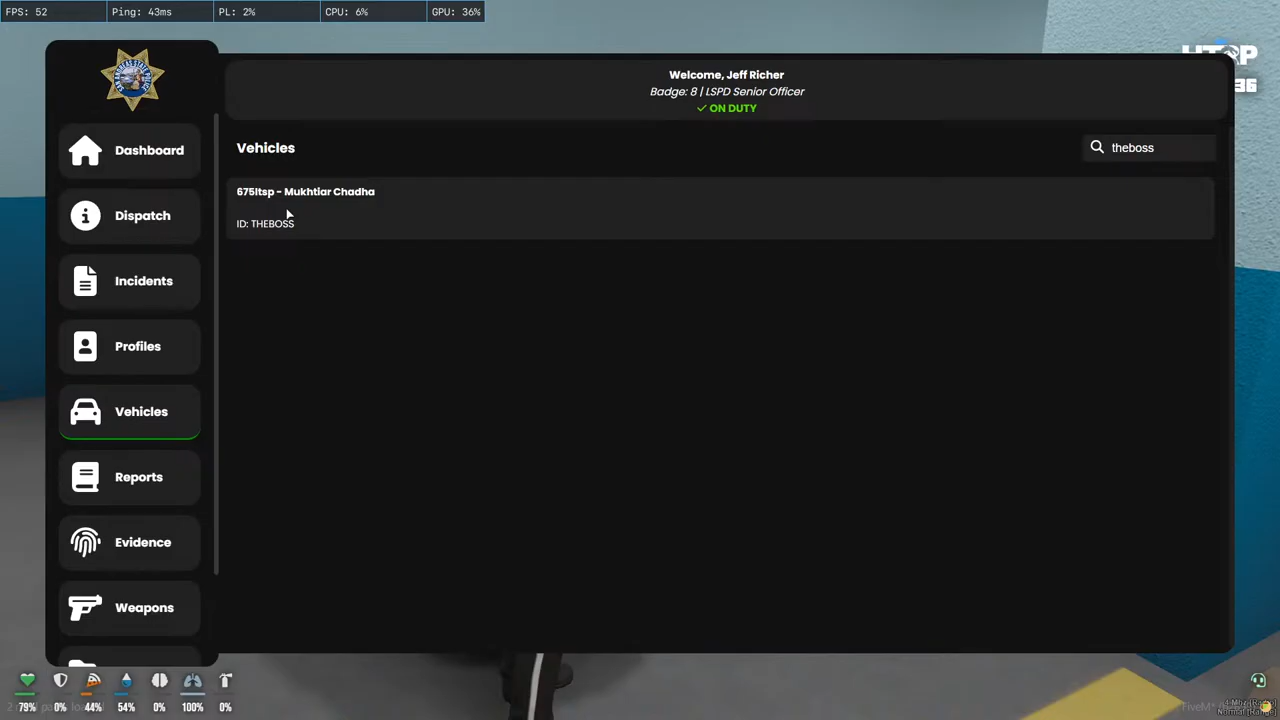 FPS: 52
Ping: 43ms
PL: 2%
CPU: 6%
GPU: 36%
Welcome, Jeff Richer
Badge: 8 | LSPD Senior Officer
ON DUTY
Dashboard
Dispatch
Incidents
Profiles
Vehicles
Reports
Evidence
Weapons
Vehicles
theboss
675ltsp - Mukhtiar Chadha
ID: THEBOSS
36
79%
0%
44%
54%
0%
100%
0%
FiveM